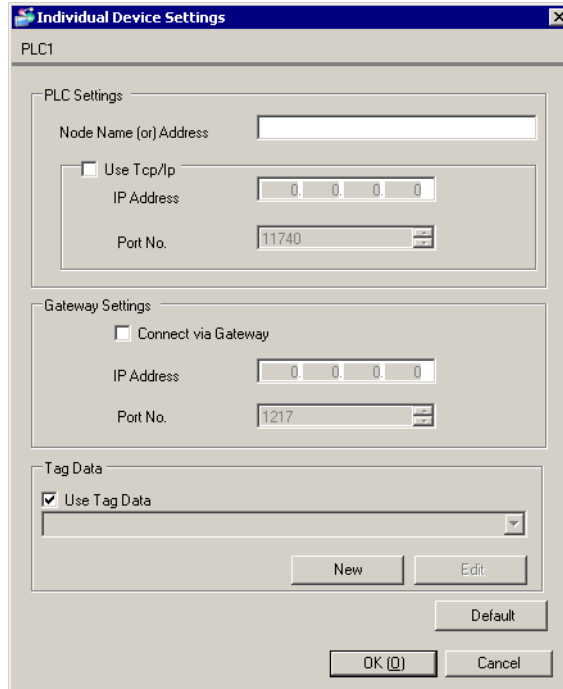 Individual Device Settings
PLC1
PLC Settings
Node Name (or) Address
Use Tcp/Ip
IP Address 0. 0. 0. 0
Port No. 11740
Gateway Settings
Connect via Gateway
IP Address 0. 0. 0. 0
Port No. 1217
Tag Data
Use Tag Data
New Edit
Default
OK (O) Cancel